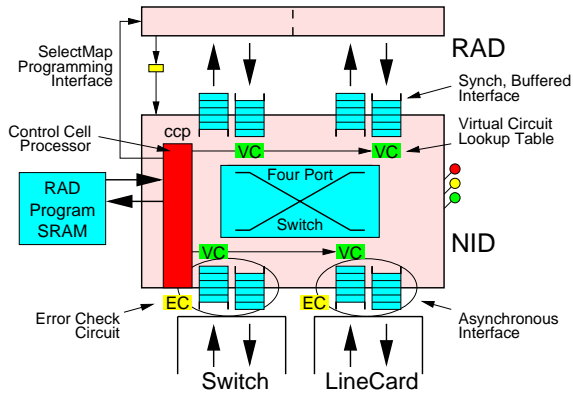 SelectMap
Programming
Interface
RAD
Synch, Buffered
Interface
Control Cell
Processor
ccp
VC
VC
Virtual Circuit
Lookup Table
RAD
Program
SRAM
Four Port
Switch
NID
VC
VC
EC
EC
Error Check
Circuit
Asynchronous
Interface
Switch
LineCard